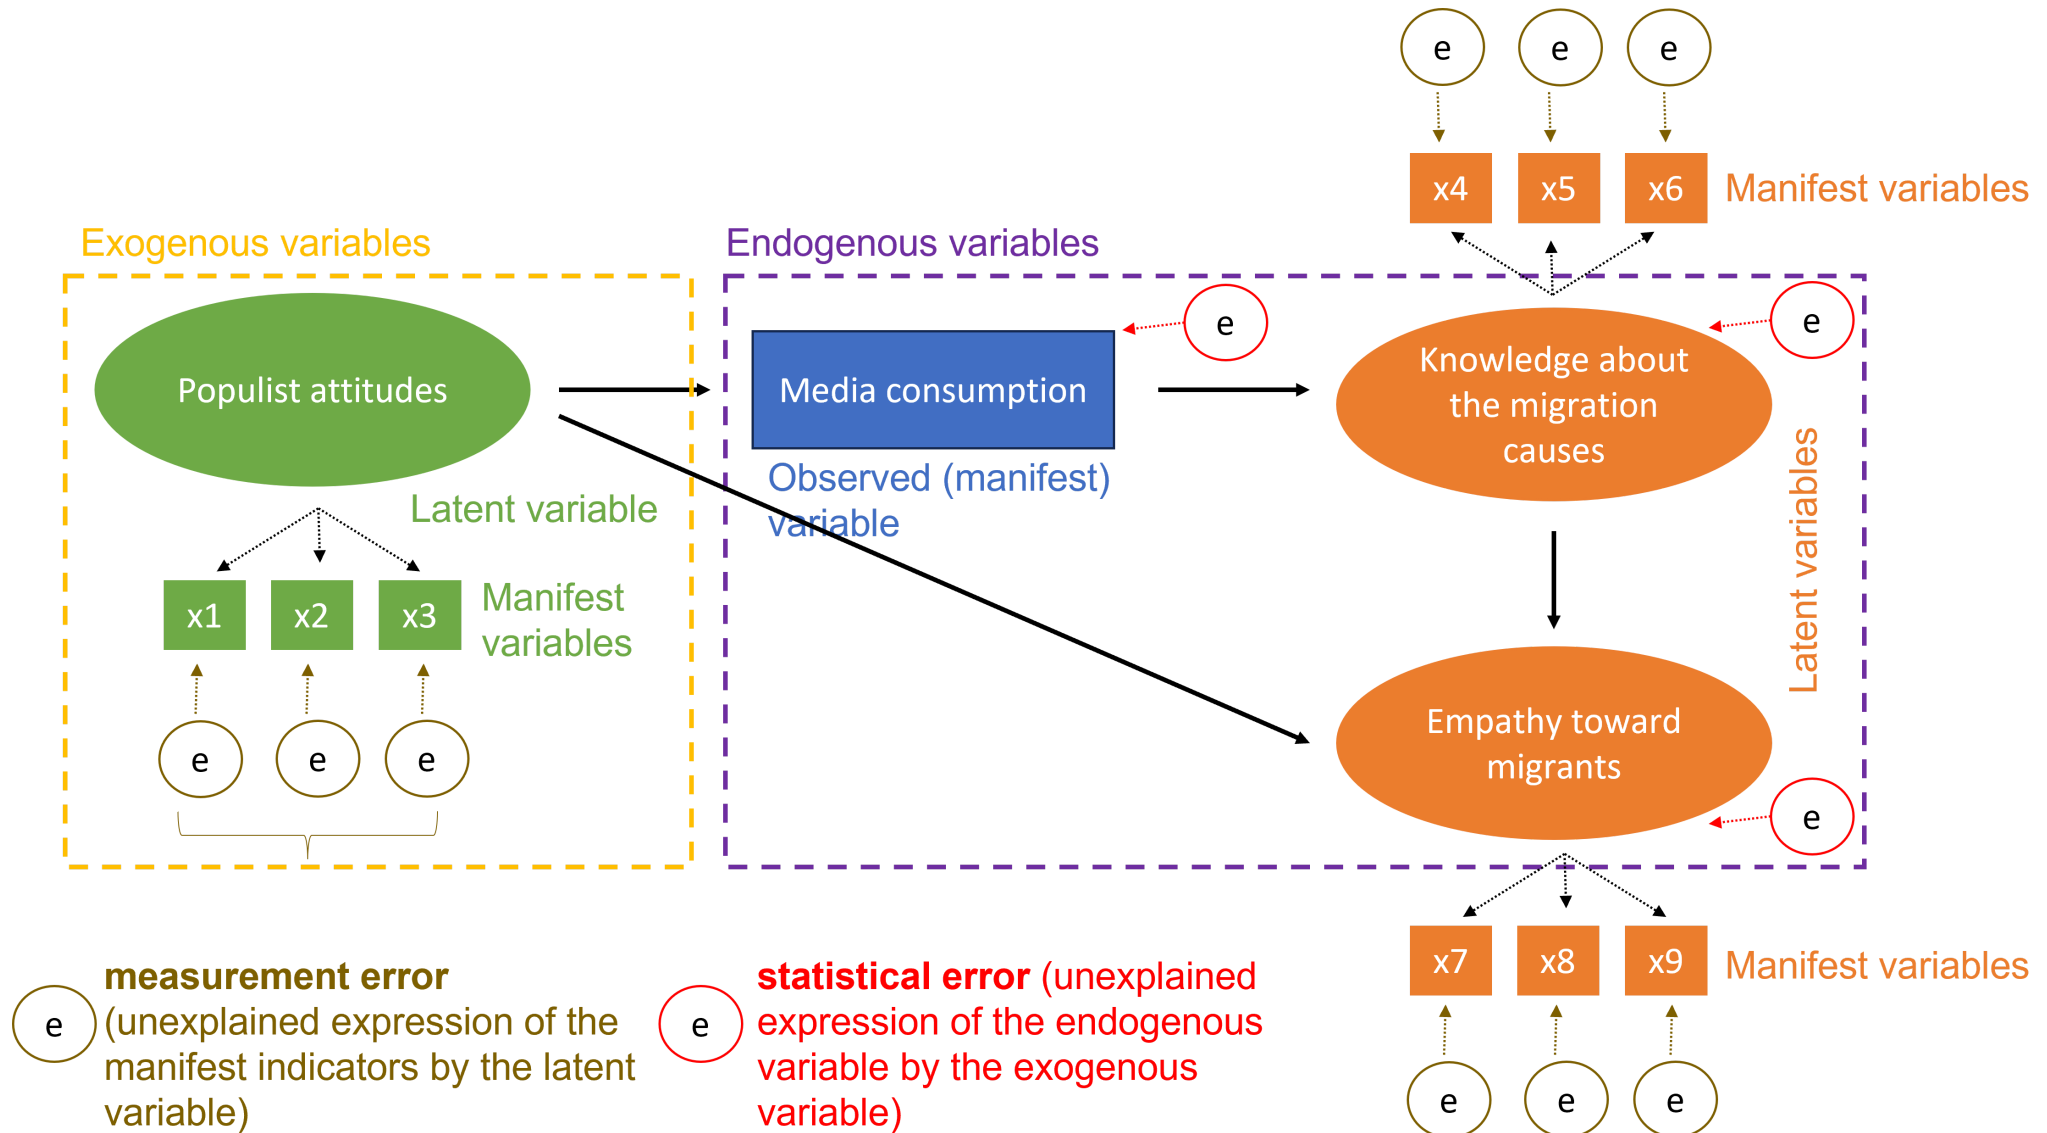 e
e
e
x4
x5
x6
Manifest variables
Exogenous variables
Endogenous variables
e
e
Populist attitudes
Media consumption
Knowledge about
the migration
causes
Observed (manifest)
variable
Latent variable
Latent variables
x1
x2
x3
Manifest
variables
e
e
e
Empathy toward
migrants
e
x7
x8
x9
Manifest variables
e
e
e
e
measurement error
(unexplained expression of the
manifest indicators by the latent
variable)
e
statistical error (unexplained
expression of the endogenous
variable by the exogenous
variable)